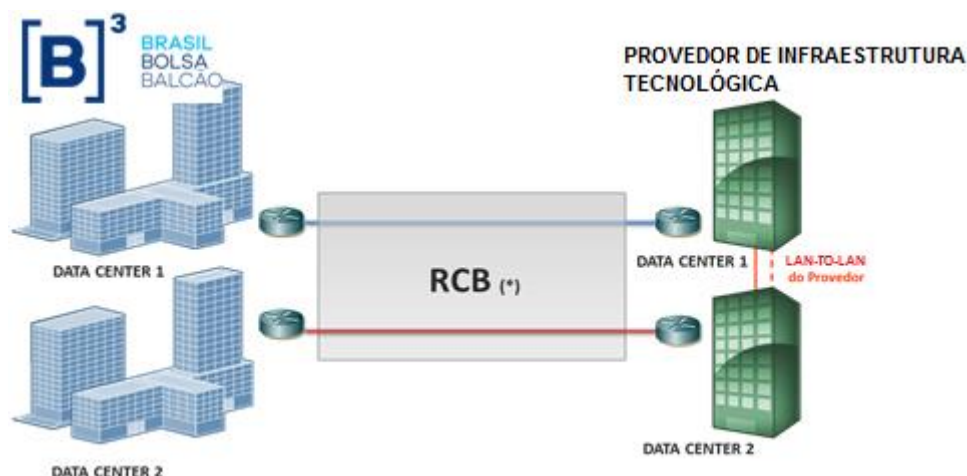 [B]³
BRASIL
BOLSA
BALCÃO
PROVEDOR DE INFRAESTRUTURA
TECNOLÓGICA
DATA CENTER 1
DATA CENTER 1
LAN-TO-LAN
do Provedor
RCB (*)
DATA CENTER 2
DATA CENTER 2